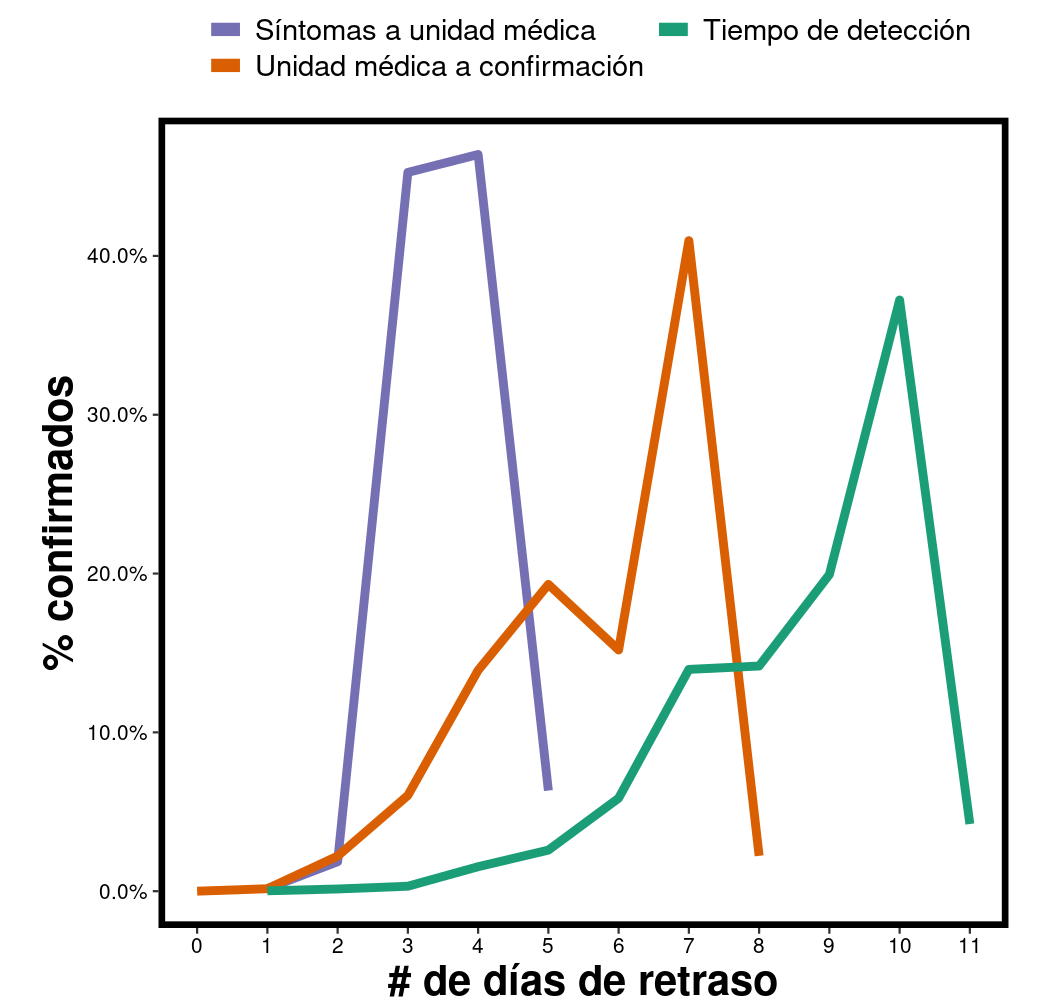 Síntomas a unidad médica
Tiempo de detección
Unidad médica a confirmación
% confirmados
40.0%
30.0%
20.0%
10.0%
0.0%
0 1 2 3 4 5 6 7 8 9 10 11
# de días de retraso